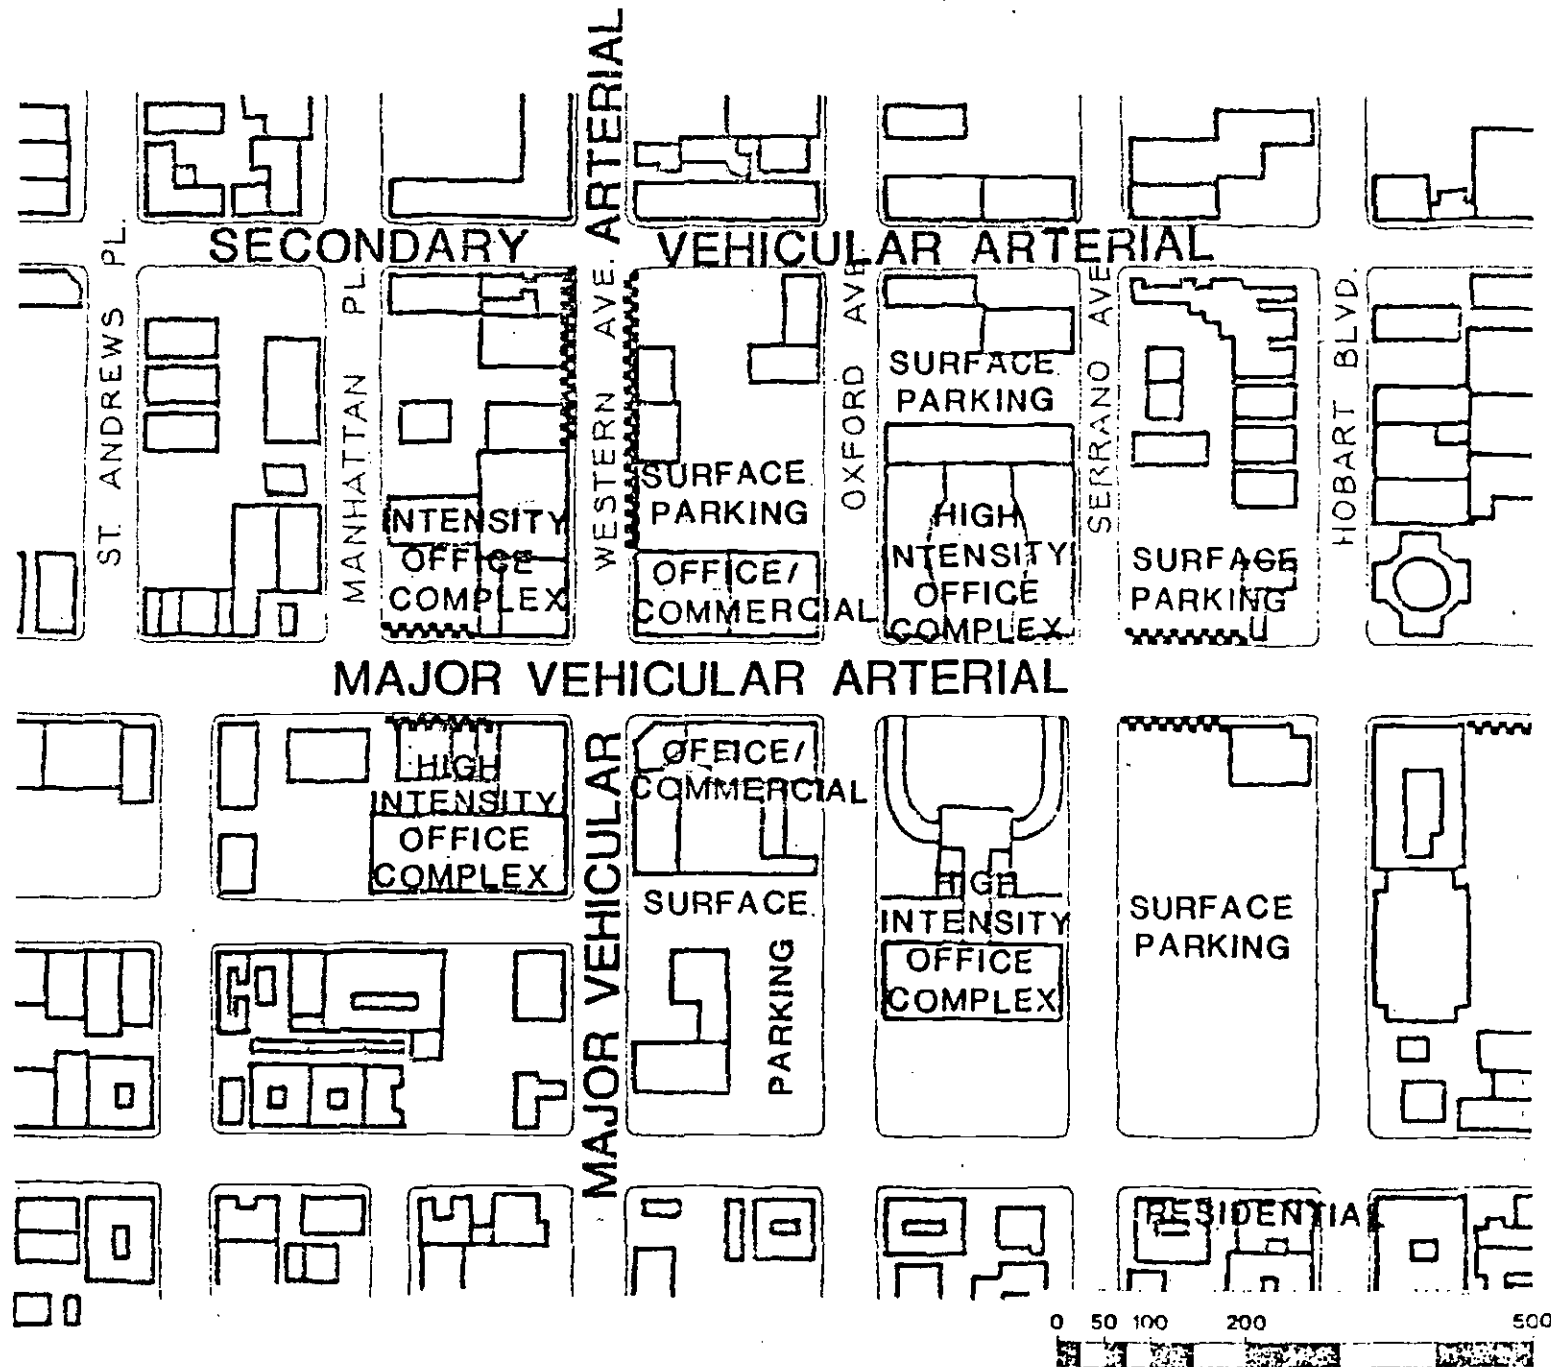 MAJOR VEHICULAR
WESTERN AVE. ARTERIAL
SECONDARY VEHICULAR ARTERIAL
ST. ANDREWS PL.
MANHATTAN PL.
OXFORD AVE
SERRANO AVE
HOBART BLVD.
SURFACE
PARKING
SURFACE
PARKING
INTENSITY
OFFICE
COMPLEX
OFFICE/
COMMERCIAL
HIGH
INTENSITY
OFFICE
COMPLEX
SURFACE
PARKING
MAJOR VEHICULAR ARTERIAL
HIGH
INTENSITY
OFFICE
COMPLEX
OFFICE/
COMMERCIAL
SURFACE
PARKING
HIGH
INTENSITY
OFFICE
COMPLEX
SURFACE
PARKING
RESIDENTIAL
0 50 100 200 500